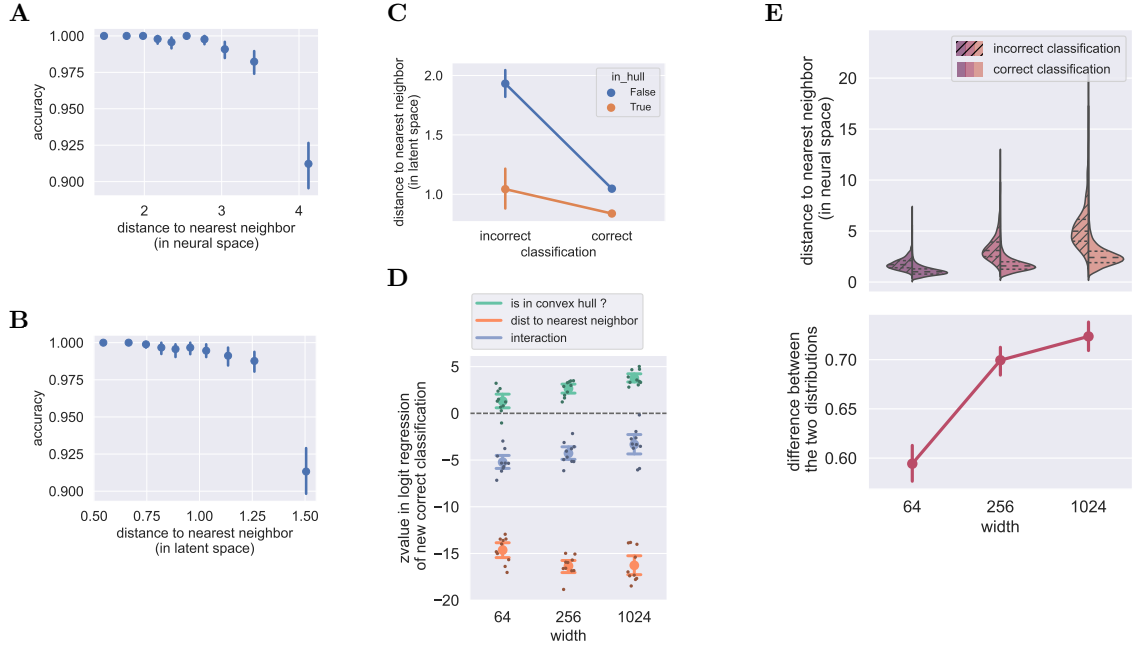 A
1.000
0.975
0.950
0.925
0.900
accuracy
2
3
4
distance to nearest neighbor
(in neural space)
B
1.000
0.975
0.950
0.925
0.900
accuracy
0.50
0.75
1.00
1.25
1.50
distance to nearest neighbor
(in latent space)
C
distance to nearest neighbor
(in latent space)
2.0
1.5
1.0
in_hull
False
True
incorrect
correct
classification
D
is in convex hull ?
dist to nearest neighbor
interaction
zvalue in logit regression
of new correct classification
5
0
−5
−10
−15
−20
64
256
1024
width
E
incorrect classification
correct classification
distance to nearest neighbor
(in neural space)
20
15
10
5
0
difference between
the two distributions
0.70
0.65
0.60
64
256
1024
width